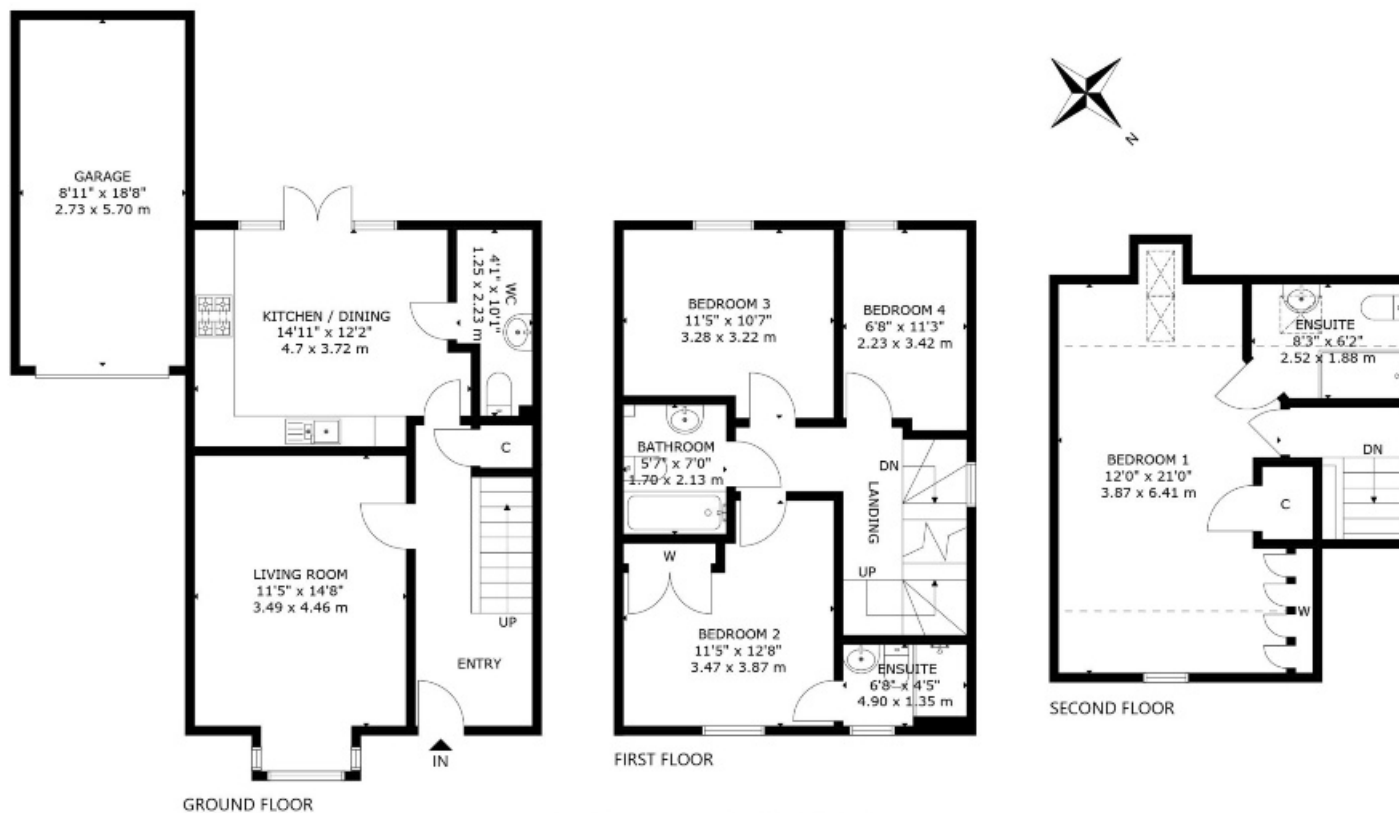 GARAGE
8'11" x 18'8"
2.73 x 5.70 m
KITCHEN / DINING
14'11" x 12'2"
4.7 x 3.72 m
WC
4'1" x 10'1"
1.25 x 2.23 m
C
LIVING ROOM
11'5" x 14'8"
3.49 x 4.46 m
UP
ENTRY
IN
GROUND FLOOR
BEDROOM 3
11'5" x 10'7"
3.28 x 3.22 m
BEDROOM 4
6'8" x 11'3"
2.23 x 3.42 m
BATHROOM
5'7" x 7'0"
1.70 x 2.13 m
DN
LANDING
UP
W
BEDROOM 2
11'5" x 12'8"
3.47 x 3.87 m
ENSUITE
6'8" x 4'5"
4.90 x 1.35 m
FIRST FLOOR
N
ENSUITE
8'3" x 6'2"
2.52 x 1.88 m
BEDROOM 1
12'0" x 21'0"
3.87 x 6.41 m
DN
C
W
SECOND FLOOR